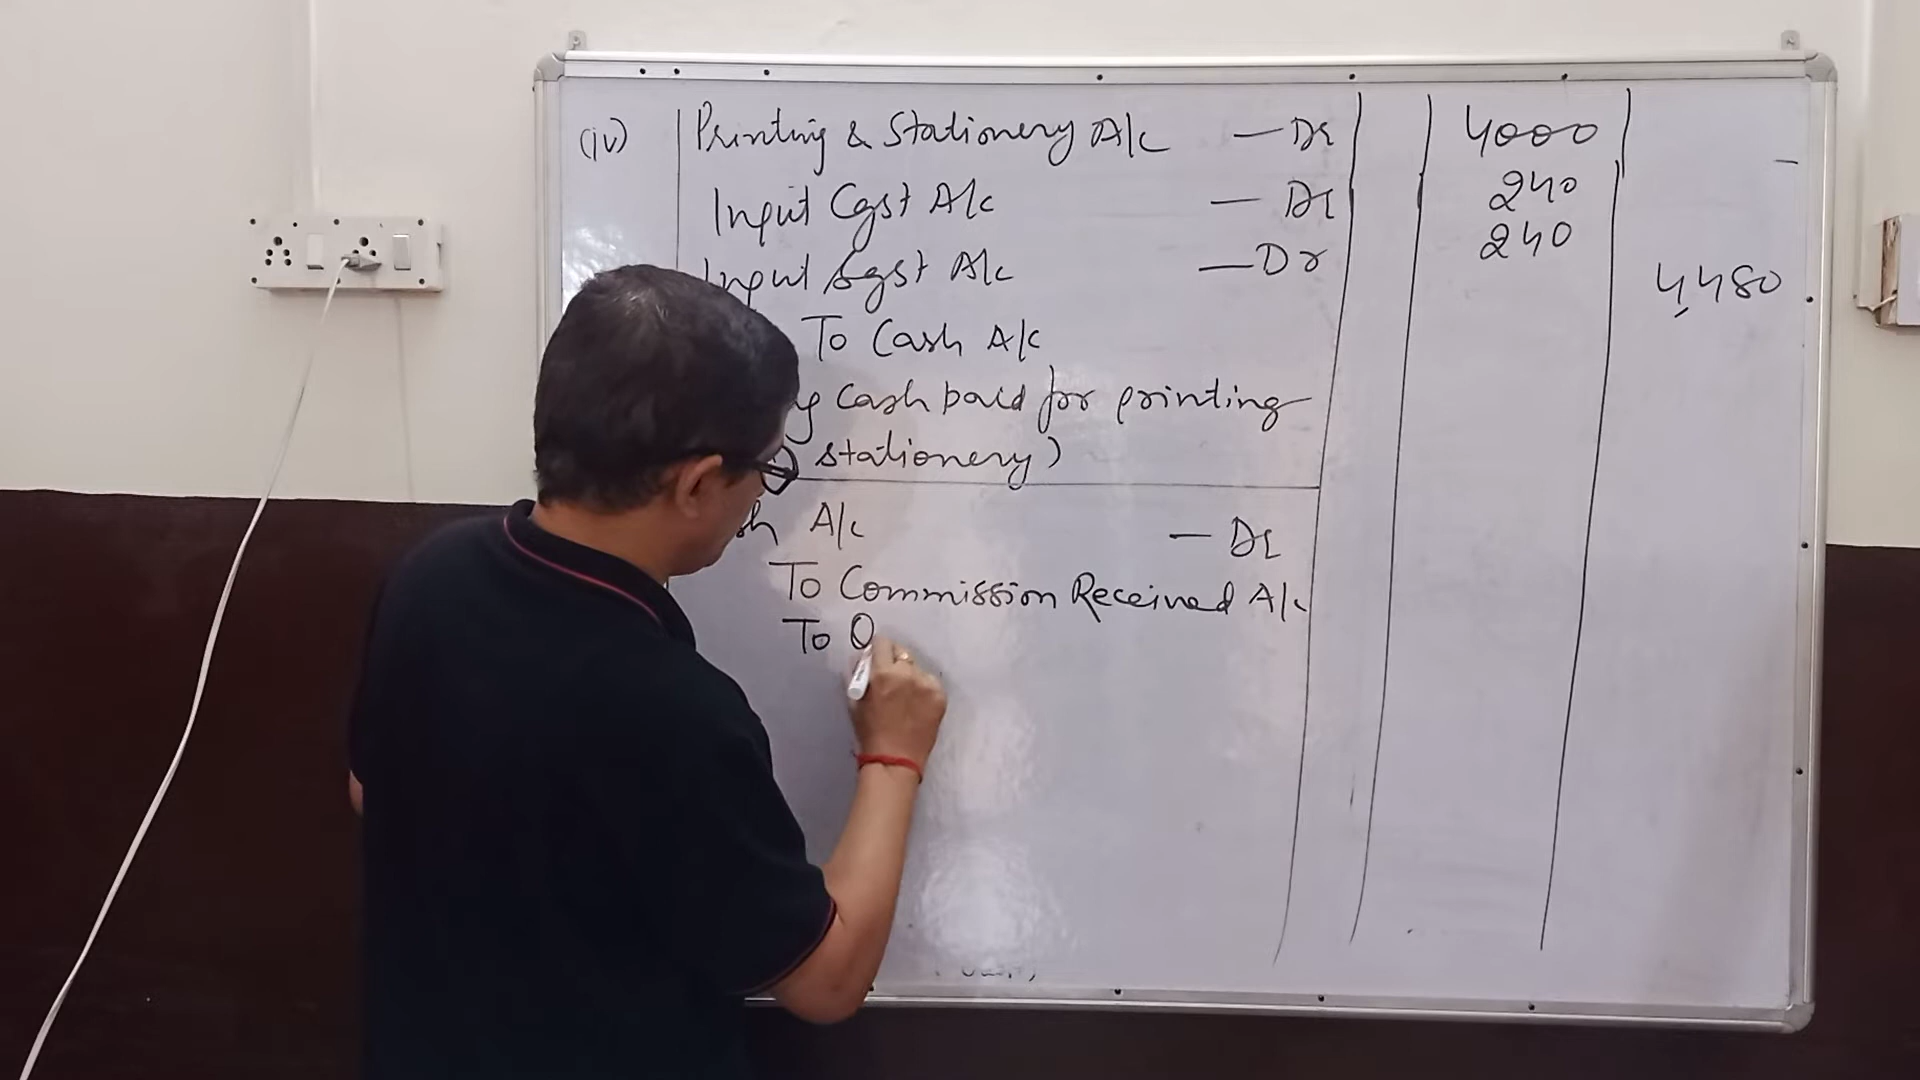 (iv) Printing & Stationery A/c — Dr 4000
Input Cgst A/c — Dr 240
Input Sgst A/c — Dr 240
To Cash A/c 4,480
Cash paid for printing
stationery)
A/c — Dr
To Commission Received A/c
To O